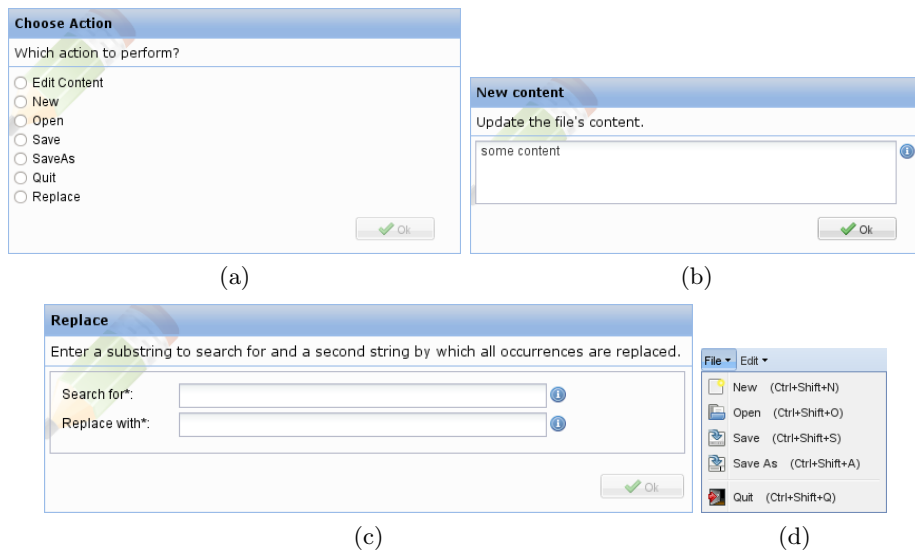 Choose Action
Which action to perform?
Edit Content
New
Open
Save
SaveAs
Quit
Replace
Ok
(a)
New content
Update the file's content.
some content
Ok
(b)
Replace
Enter a substring to search for and a second string by which all occurrences are replaced.
Search for*:
Replace with*:
Ok
(c)
File Edit
New (Ctrl+Shift+N)
Open (Ctrl+Shift+O)
Save (Ctrl+Shift+S)
Save As (Ctrl+Shift+A)
Quit (Ctrl+Shift+Q)
(d)